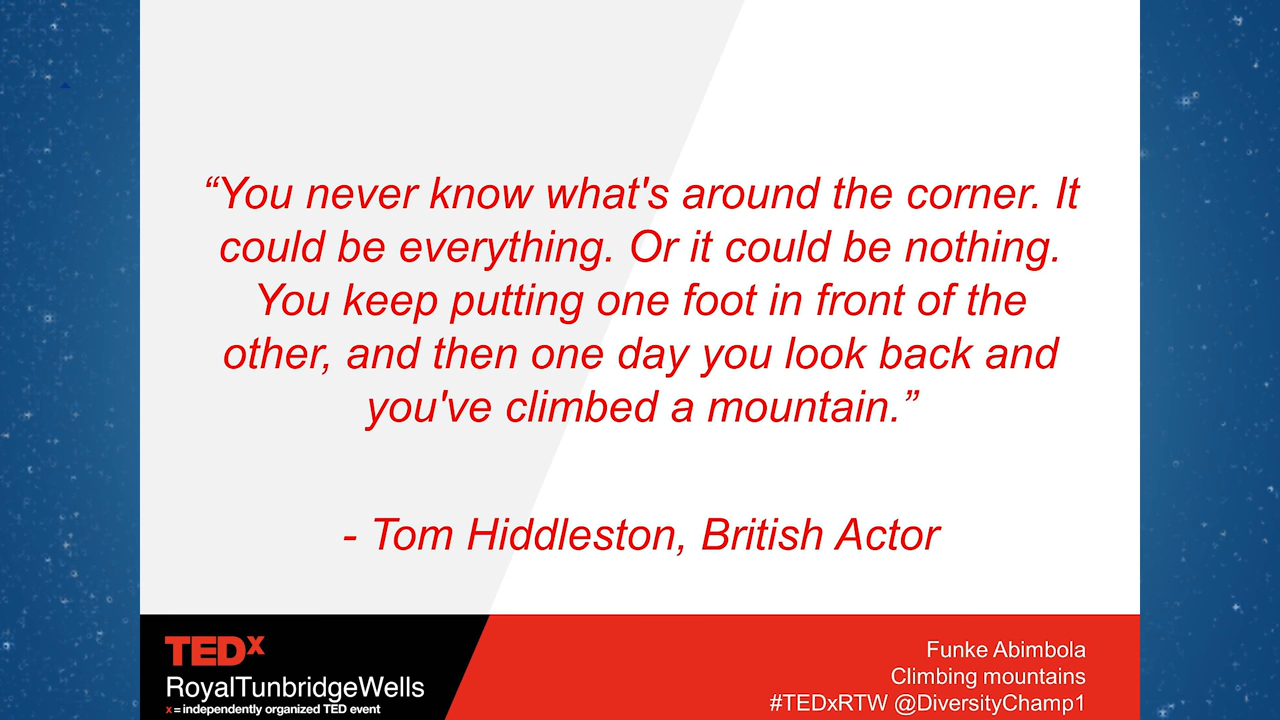 “You never know what's around the corner. It
could be everything. Or it could be nothing.
You keep putting one foot in front of the
other, and then one day you look back and
you've climbed a mountain.”
- Tom Hiddleston, British Actor
TEDx
RoyalTunbridgeWells
x = independently organized TED event
Funke Abimbola
Climbing mountains
#TEDxRTW @DiversityChamp1